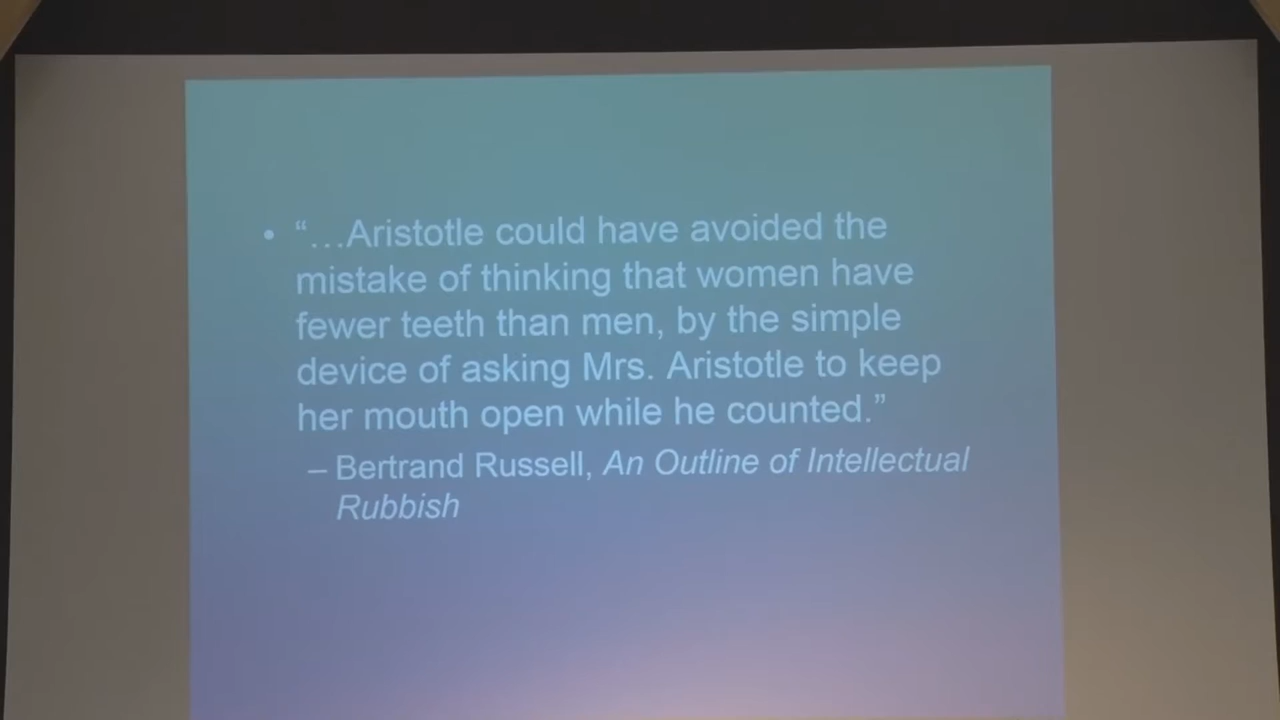 • “…Aristotle could have avoided the
mistake of thinking that women have
fewer teeth than men, by the simple
device of asking Mrs. Aristotle to keep
her mouth open while he counted.”
– Bertrand Russell, An Outline of Intellectual
Rubbish